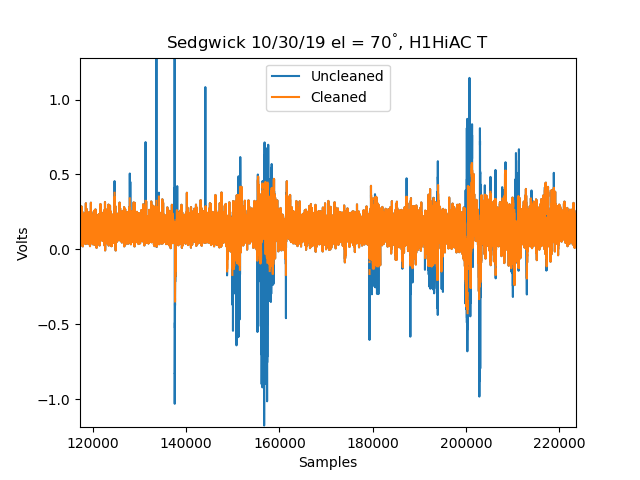 Sedgwick 10/30/19 el = 70°, H1HiAC T
Uncleaned
Cleaned
1.0
0.5
0.0
−0.5
−1.0
Volts
120000 140000 160000 180000 200000 220000
Samples